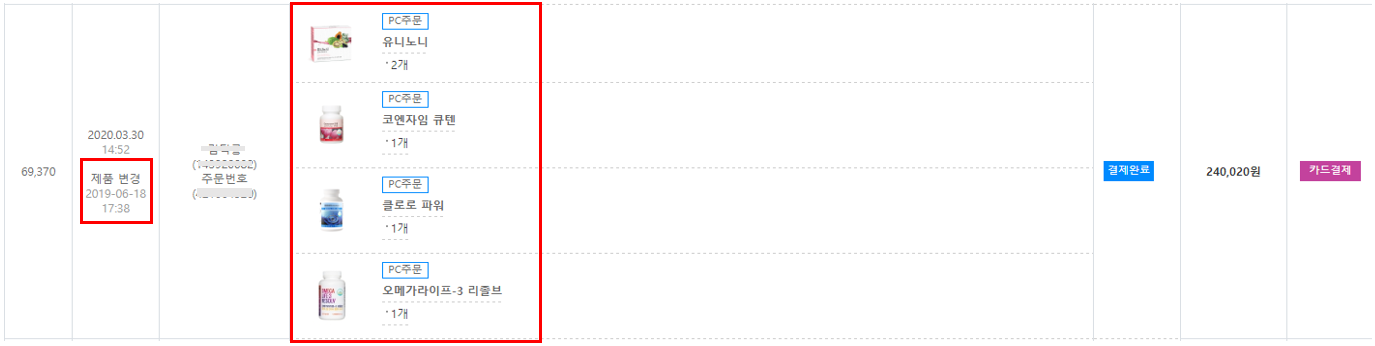 69,370
2020.03.30
14:52
제품 변경
2019-06-18
17:38
주문번호
PC주문
유니노니
· 2개
PC주문
코엔자임 큐텐
· 1개
PC주문
클로로 파워
· 1개
PC주문
오메가라이프-3 리졸브
· 1개
결제완료
240,020원
카드결제